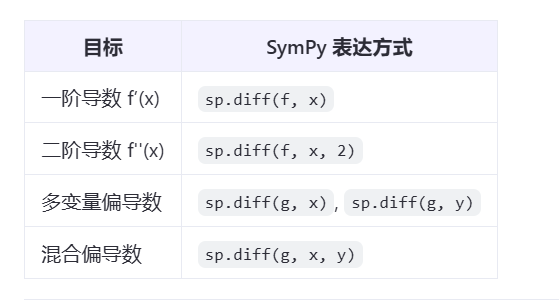 目标 SymPy 表达方式
一阶导数 f′(x) sp.diff(f, x)
二阶导数 f''(x) sp.diff(f, x, 2)
多变量偏导数 sp.diff(g, x), sp.diff(g, y)
混合偏导数 sp.diff(g, x, y)